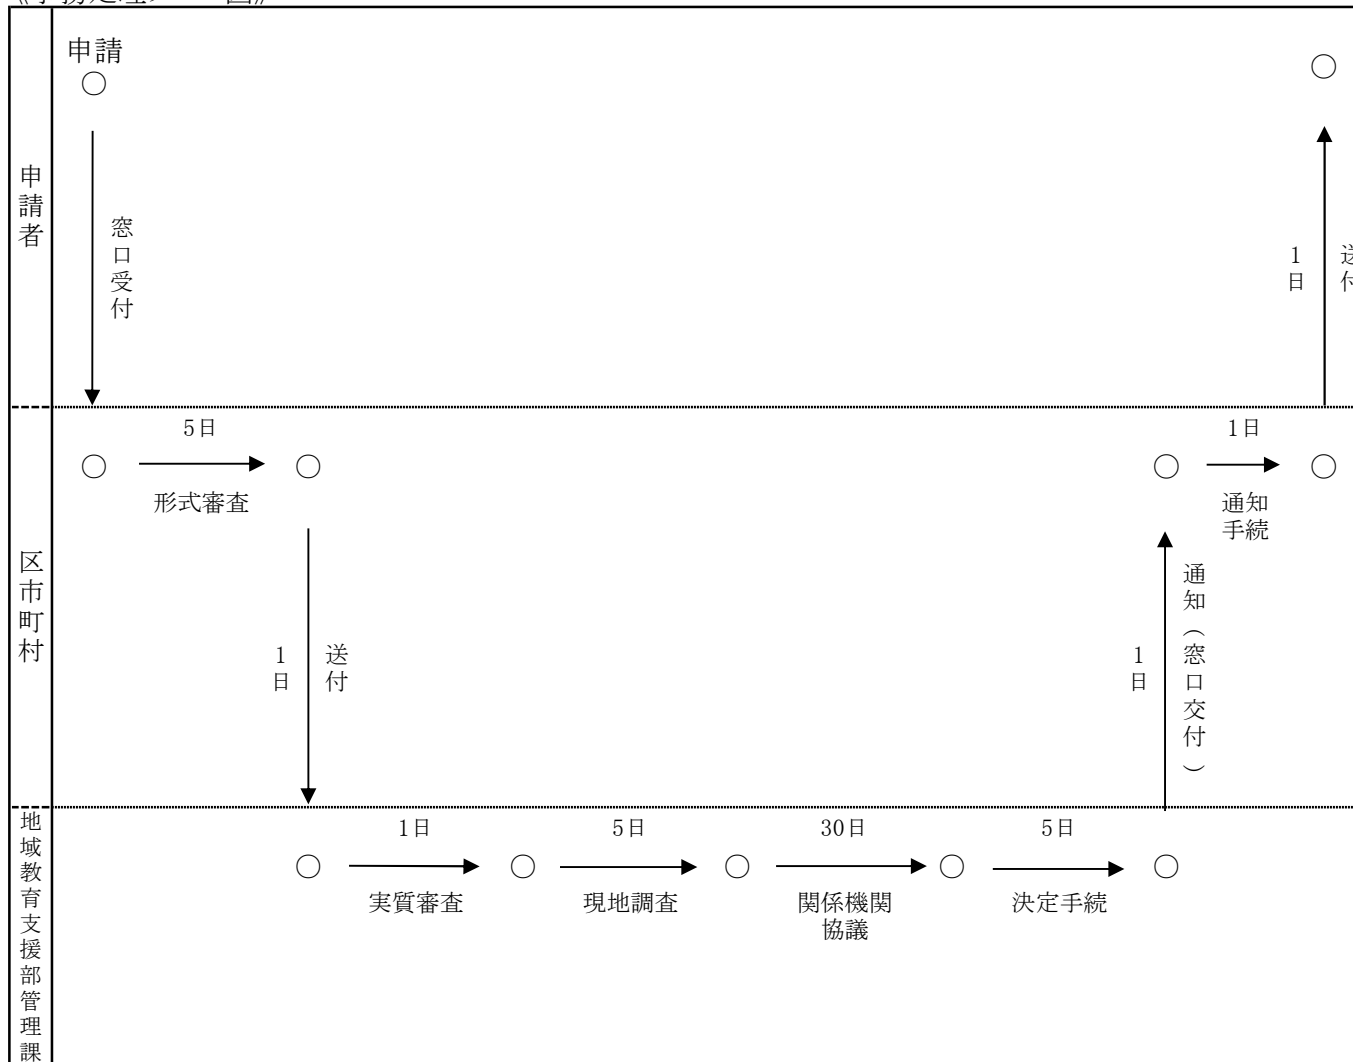 申請
申請者
窓口受付
1日
送付
5日
形式審査
1日
通知
手続
区市町村
1日
送付
1日
通知（窓口交付）
地域教育支援部管理課
1日
実質審査
5日
現地調査
30日
関係機関
協議
5日
決定手続